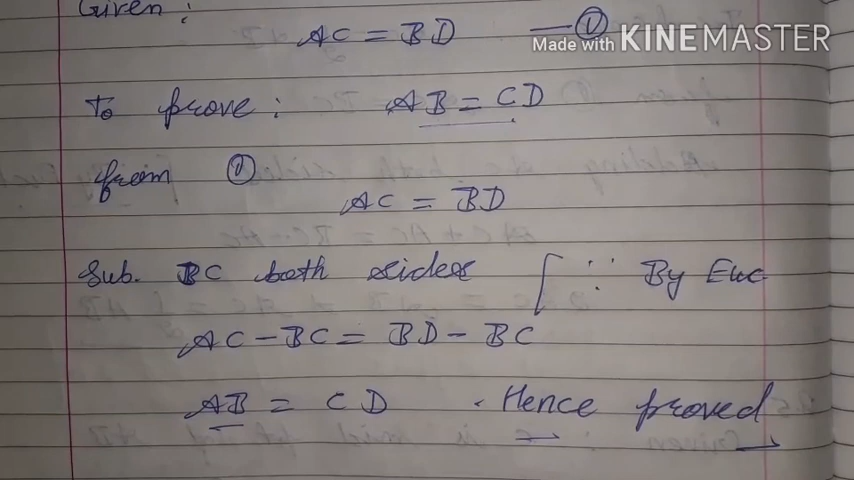 Given :
AC = BD — ①
Made with KINEMASTER
To prove : AB = CD
from ①
AC = BD
Sub. BC both sides [ ∵ By Euc
AC - BC = BD - BC
AB = CD . Hence proved